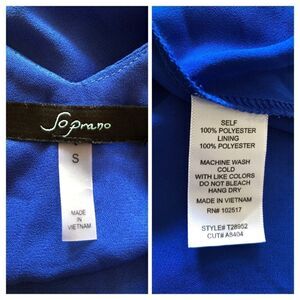 Soprano
S
MADE IN
VIETNAM
SELF
100% POLYESTER
LINING
100% POLYESTER
MACHINE WASH
COLD
WITH LIKE COLORS
DO NOT BLEACH
HANG DRY
MADE IN VIETNAM
RN# 102517
STYLE# T28952
CUT# A8404